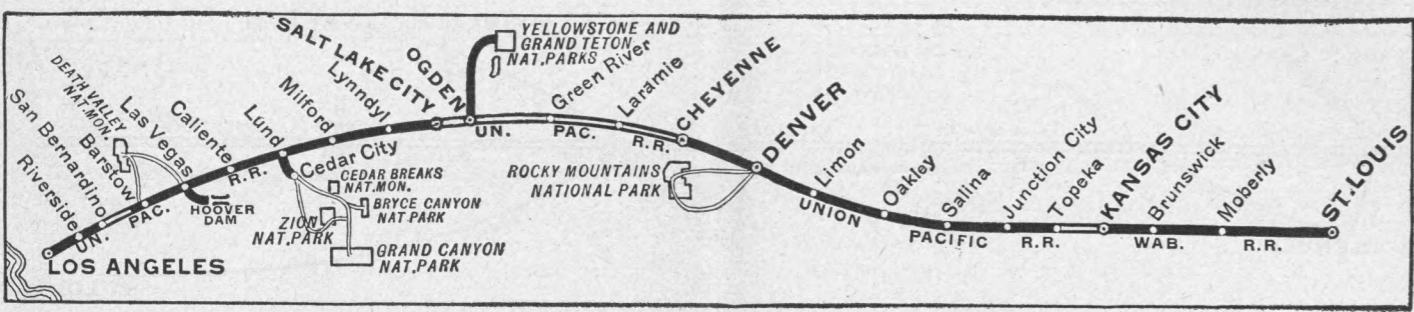 LOS ANGELES
Riverside
San Bernardino
Barstow
UN.
PAC.
R.R.
DEATH VALLEY
NAT. MON.
Las Vegas
HOOVER
DAM
Caliente
Lund
Cedar City
CEDAR BREAKS
NAT. MON.
BRYCE CANYON
NAT. PARK
ZION
NAT. PARK
GRAND CANYON
NAT. PARK
Milford
Lynndyl
SALT LAKE CITY
OGDEN
YELLOWSTONE AND
GRAND TETON
NAT. PARKS
UN.
PAC.
R.R.
Green River
Laramie
CHEYENNE
ROCKY MOUNTAINS
NATIONAL PARK
DENVER
Limon
Oakley
Salina
Junction City
Topeka
KANSAS CITY
UNION
PACIFIC
R.R.
Brunswick
Moberly
WAB.
R.R.
ST. LOUIS